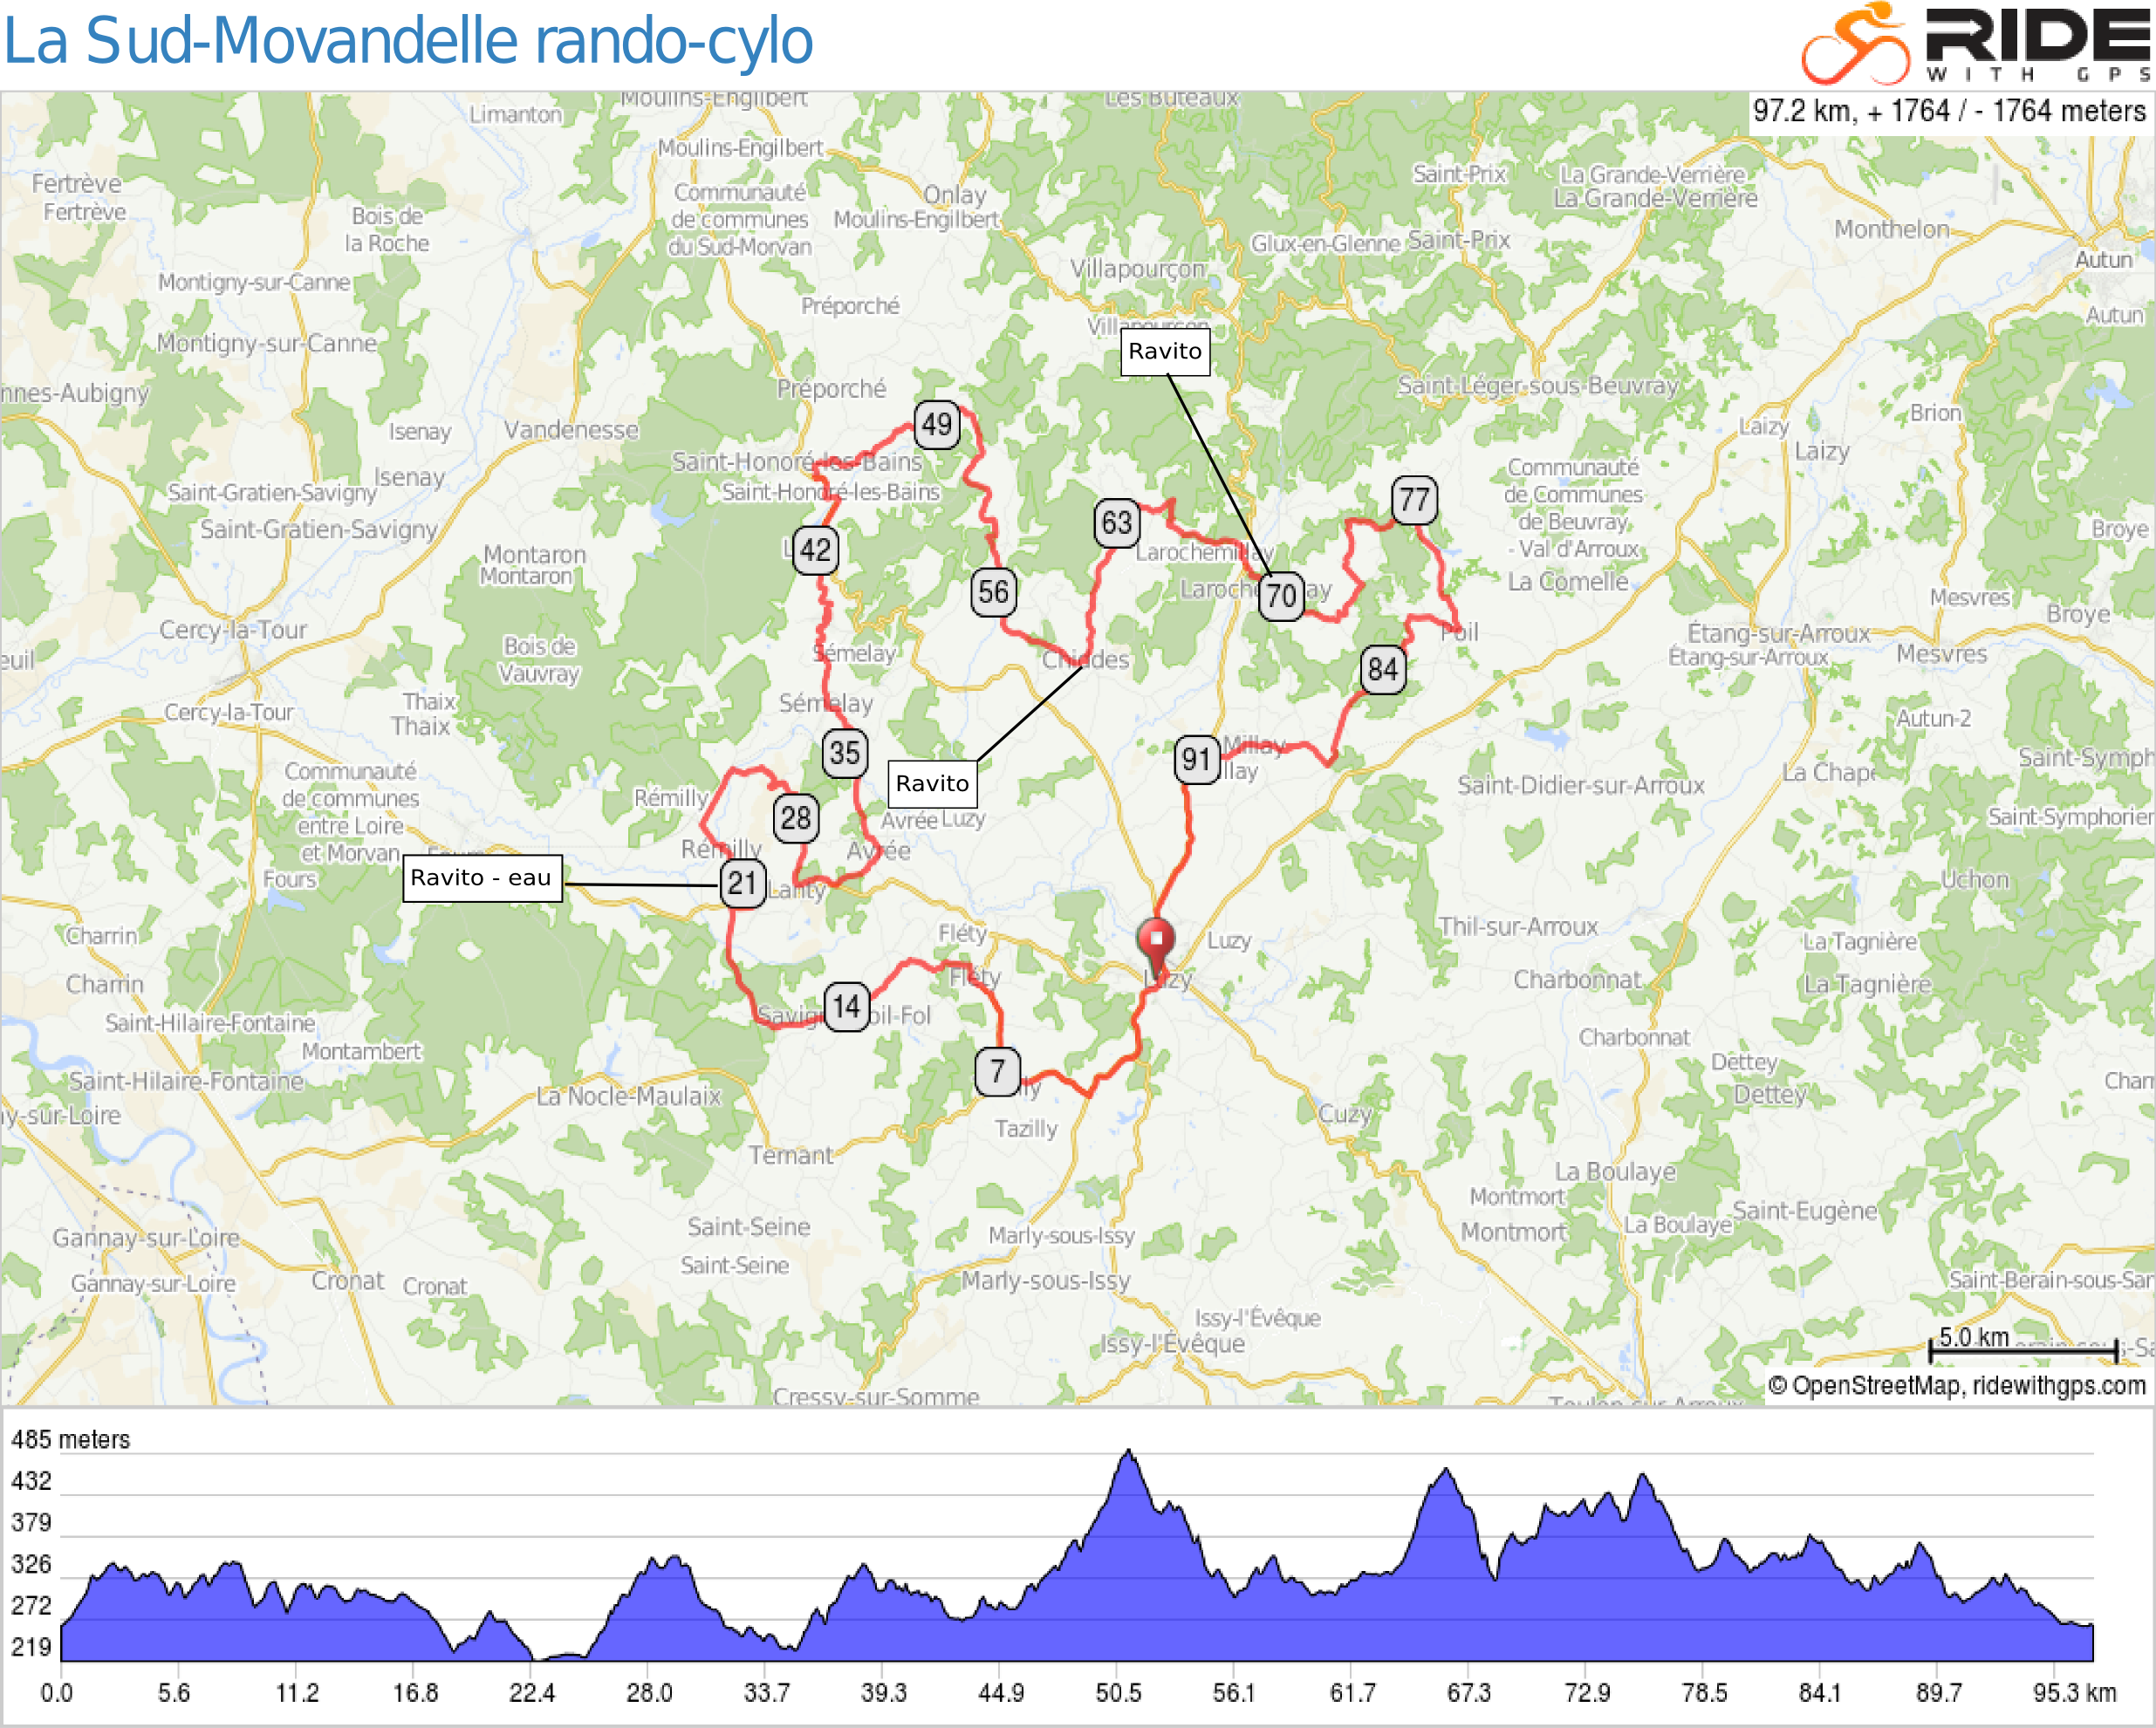 La Sud-Movandelle rando-cylo
RIDE
WITH GPS
97.2 km, + 1764 / - 1764 meters
Limanton
Moulins-Engilbert
Les Buteaux
Moulins-Engilbert
Fertrève
Fertrève
Bois de
la Roche
Communauté
de communes
du Sud-Morvan
Onlay
Moulins-Engilbert
Saint-Prix
La Grande-Verrière
La Grande-Verrière
Monthelon
Glux-en-Glenne
Saint-Prix
Autun
Villapourçon
Montigny-sur-Canne
Préporché
Autun
Villapourçon
Montigny-sur-Canne
Ravito
nnes-Aubigny
Préporché
Saint-Léger-sous-Beuvray
Brion
Isenay
Vandenesse
49
Laizy
Laizy
Saint-Honoré-les-Bains
Isenay
Saint-Gratien-Savigny
Saint-Honoré-les-Bains
Communauté
de Communes
de Beuvray
- Val d'Arroux
77
63
Saint-Gratien-Savigny
Broye
Montaron
Montaron
42
Larochemillay
La Comelle
56
70
Mesvres
Broye
Cercy-la-Tour
Bois de
Vauvray
Sémelay
Chiddes
Poil
Étang-sur-Arroux
Étang-sur-Arroux
Mesvres
euil
84
Thaix
Thaix
Sémelay
Cercy-la-Tour
Autun-2
35
91
Millay
Saint-Symph
Communauté
de communes
entre Loire
et Morvan
Ravito
Rémilly
28
Avrée
Luzy
Saint-Didier-sur-Arroux
La Chape
Saint-Symphorier
Rémilly
Avrée
Ravito - eau
21
Lanty
Fours
Uchon
Charrin
Fléty
Luzy
Thil-sur-Arroux
La Tagnière
Charrin
Fléty
Luzy
Charbonnat
La Tagnière
14
Saint-Hilaire-Fontaine
Charbonnat
Montambert
7
Dettey
Dettey
Saint-Hilaire-Fontaine
La Nocle-Maulaix
Char
ay-sur-Loire
Tazilly
Cuzy
Ternant
La Boulaye
Montmort
Saint-Seine
Marly-sous-Issy
Montmort
La Boulaye
Saint-Eugène
Gannay-sur-Loire
Saint-Seine
Gannay-sur-Loire
Cronat
Cronat
Marly-sous-Issy
Saint-Berain-sous-Sar
Issy-l'Évêque
Issy-l'Évêque
5.0 km
Cressy-sur-Somme
© OpenStreetMap, ridewithgps.com
485 meters
432
379
326
272
219
0.0 5.6 11.2 16.8 22.4 28.0 33.7 39.3 44.9 50.5 56.1 61.7 67.3 72.9 78.5 84.1 89.7 95.3 km